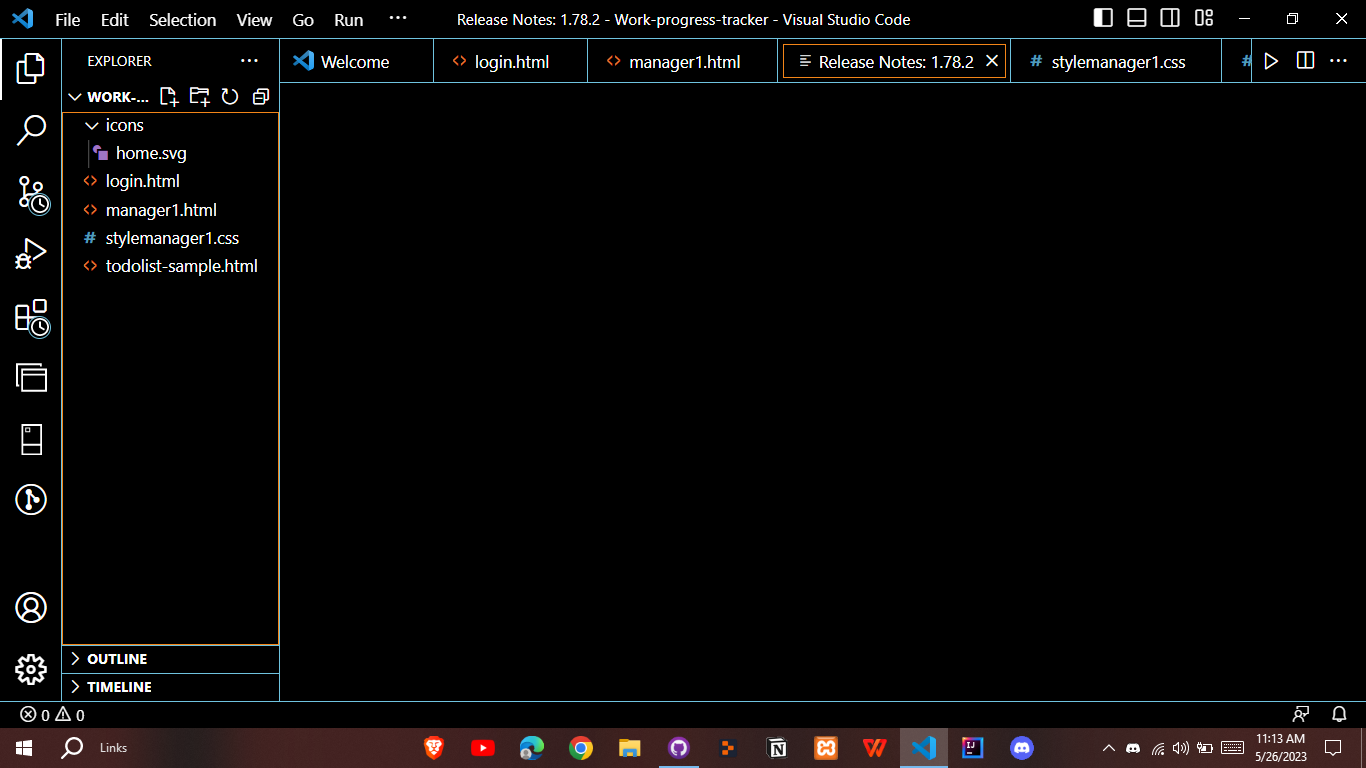 File Edit Selection View Go Run ··· Release Notes: 1.78.2 - Work-progress-tracker - Visual Studio Code
EXPLORER ···
Welcome login.html manager1.html Release Notes: 1.78.2 stylemanager1.css # ···
WORK-...
icons
home.svg
login.html
manager1.html
# stylemanager1.css
todolist-sample.html
OUTLINE
TIMELINE
0 0
Links
11:13 AM
5/26/2023